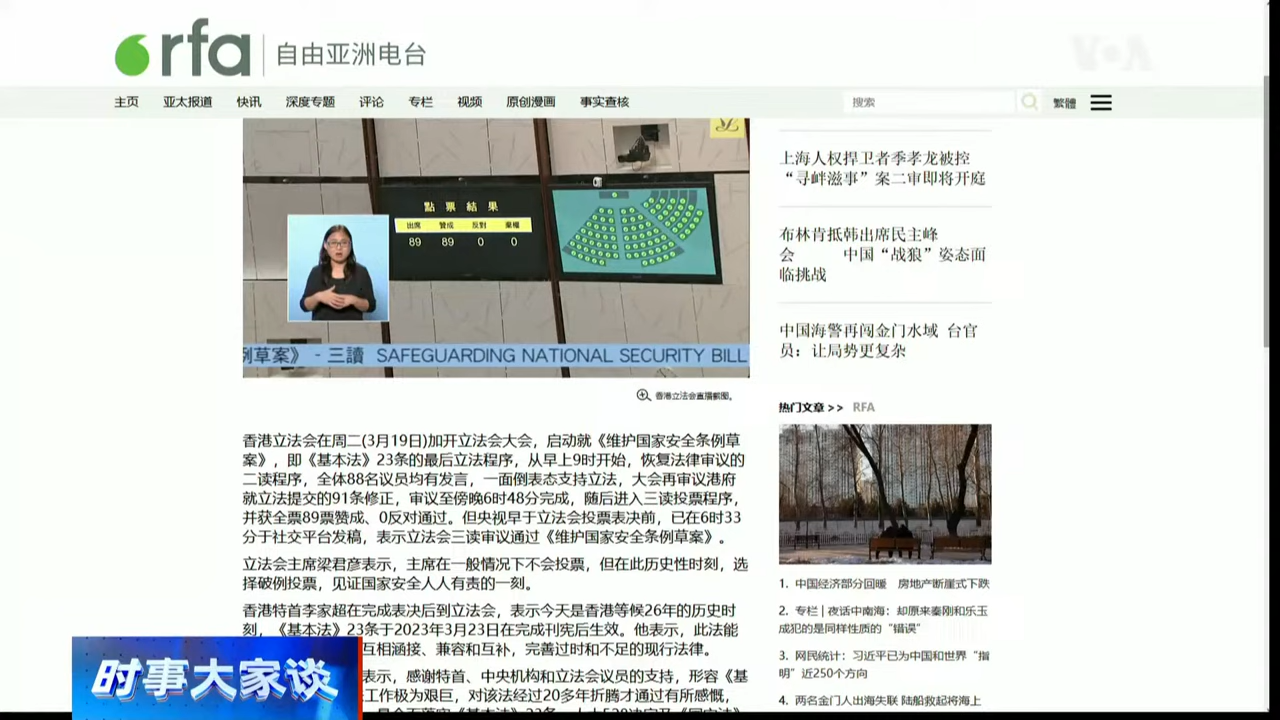 rfa 自由亚洲电台
VOA
主页 亚太报道 快讯 深度专题 评论 专栏 视频 原创漫画 事实查核
搜索
繁體
點票結果
出席 贊成 反對 棄權
89 89 0 0
例草案》 - 三讀 SAFEGUARDING NATIONAL SECURITY BILL
香港立法会直播截图。
香港立法会在周二(3月19日)加开立法会大会，启动就《维护国家安全条例草
案》，即《基本法》23条的最后立法程序，从早上9时开始，恢复法律审议的
二读程序，全体88名议员均有发言，一面倒表态支持立法，大会再审议港府
就立法提交的91条修正，审议至傍晚6时48分完成，随后进入三读投票程序，
并获全票89票赞成、0反对通过。但央视早于立法会投票表决前，已在6时33
分于社交平台发稿，表示立法会三读审议通过《维护国家安全条例草案》。
立法会主席梁君彦表示，主席在一般情况下不会投票，但在此历史性时刻，选
择破例投票，见证国家安全人人有责的一刻。
香港特首李家超在完成表决后到立法会，表示今天是香港等候26年的历史时
刻，《基本法》23条于2023年3月23日在完成刊宪后生效。他表示，此法能
互相涵接、兼容和互补，完善过时和不足的现行法律。
表示，感谢特首、中央机构和立法会议员的支持，形容《基
工作极为艰巨，对该法经过20多年折腾才通过有所感慨，
上海人权捍卫者季孝龙被控
“寻衅滋事”案二审即将开庭
布林肯抵韩出席民主峰
会 中国“战狼”姿态面
临挑战
中国海警再闯金门水域 台官
员：让局势更复杂
热门文章 >> RFA
1. 中国经济部分回暖 房地产断崖式下跌
2. 专栏 | 夜话中南海：却原来秦刚和乐玉
成犯的是同样性质的“错误”
3. 网民统计：习近平已为中国和世界“指
明”近250个方向
4. 两名金门人出海失联 陆船救起将海上
时事大家谈